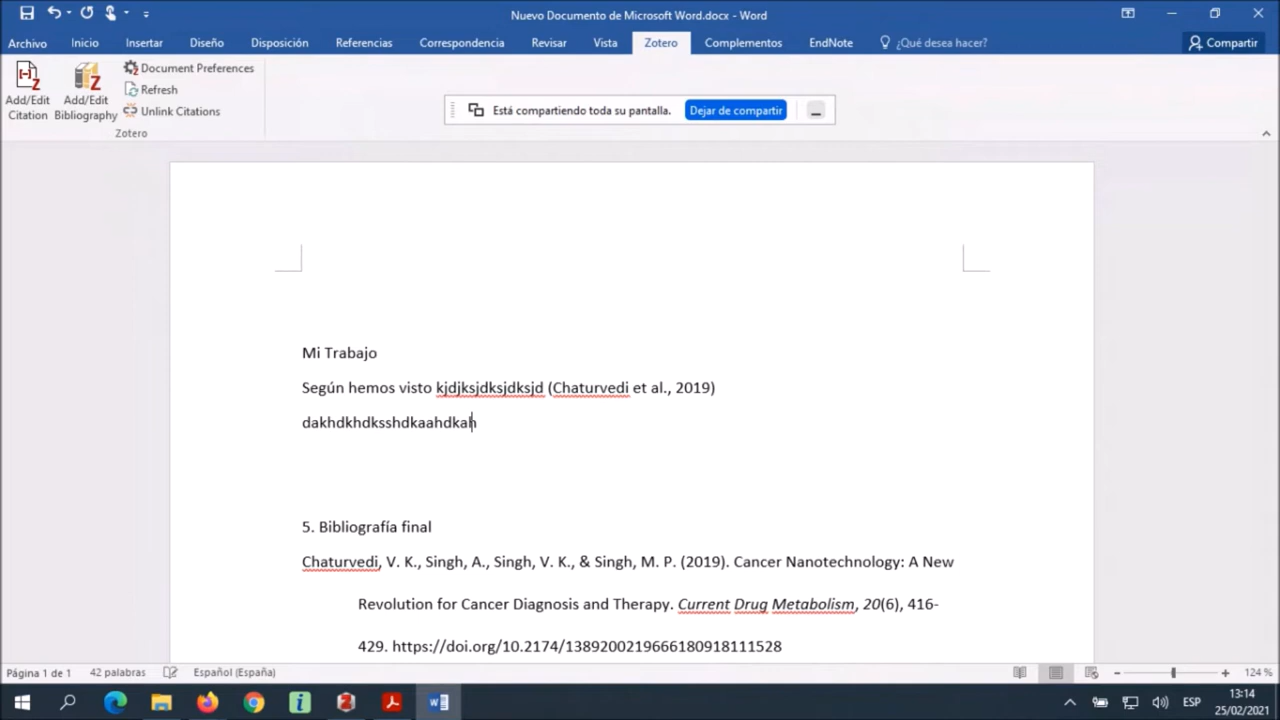 Nuevo Documento de Microsoft Word.docx - Word
Archivo Inicio Insertar Diseño Disposición Referencias Correspondencia Revisar Vista Zotero Complementos EndNote ¿Qué desea hacer? Compartir
Add/Edit Citation
Add/Edit Bibliography
Document Preferences
Refresh
Unlink Citations
Zotero
Está compartiendo toda su pantalla. Dejar de compartir
Mi Trabajo
Según hemos visto kjdjksjdksjdksjd (Chaturvedi et al., 2019)
dakhdkhdksshdkaahdkah
5. Bibliografía final
Chaturvedi, V. K., Singh, A., Singh, V. K., & Singh, M. P. (2019). Cancer Nanotechnology: A New
Revolution for Cancer Diagnosis and Therapy. Current Drug Metabolism, 20(6), 416-
429. https://doi.org/10.2174/1389200219666180918111528
Página 1 de 1 42 palabras Español (España) 124 %
ESP
13:14
25/02/2021